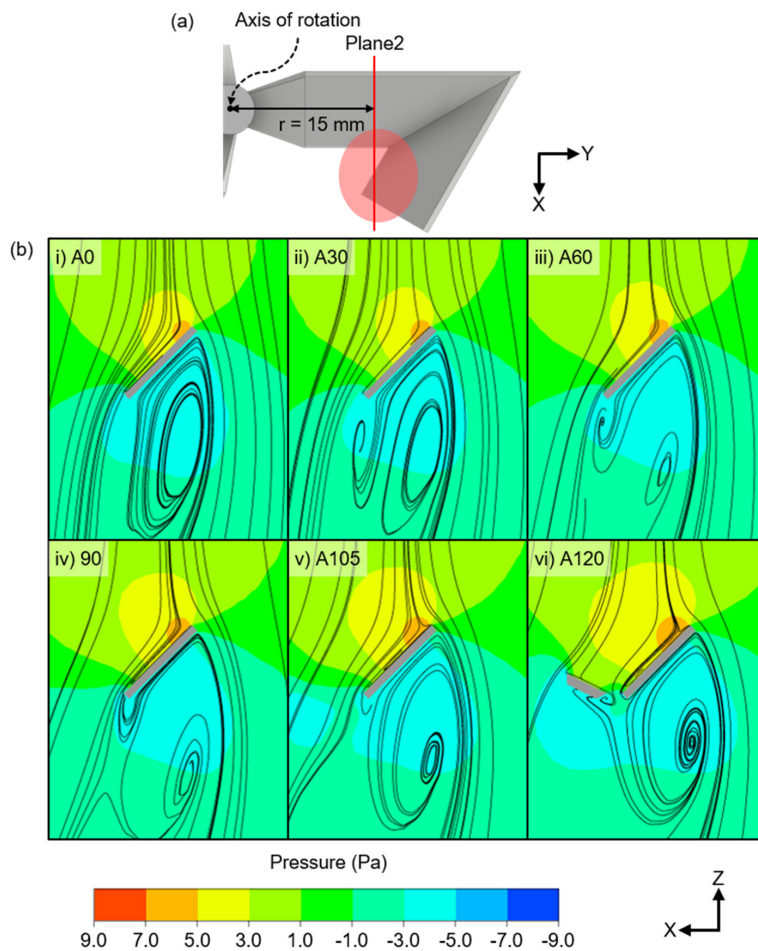 (a)
Axis of rotation
Plane2
r = 15 mm
Y
X
(b)
i) A0
ii) A30
iii) A60
iv) 90
v) A105
vi) A120
Pressure (Pa)
9.0 7.0 5.0 3.0 1.0 -1.0 -3.0 -5.0 -7.0 -9.0
Z
X